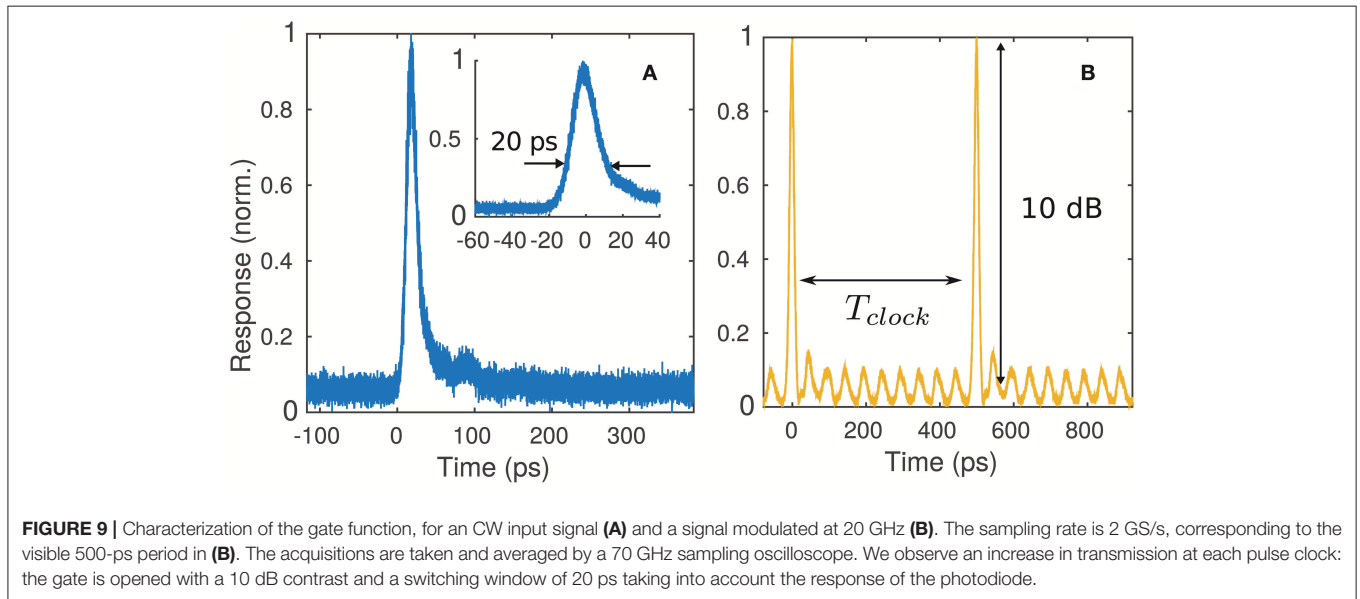 1
0.8
0.6
0.4
0.2
0
Response (norm.)
-100 0 100 200 300
Time (ps)
A
1
0.5
0
20 ps
-60 -40 -20 0 20 40
1
0.8
0.6
0.4
0.2
0
B
10 dB
T_clock
0 200 400 600 800
Time (ps)
FIGURE 9 | Characterization of the gate function, for an CW input signal (A) and a signal modulated at 20 GHz (B). The sampling rate is 2 GS/s, corresponding to the
visible 500-ps period in (B). The acquisitions are taken and averaged by a 70 GHz sampling oscilloscope. We observe an increase in transmission at each pulse clock:
the gate is opened with a 10 dB contrast and a switching window of 20 ps taking into account the response of the photodiode.